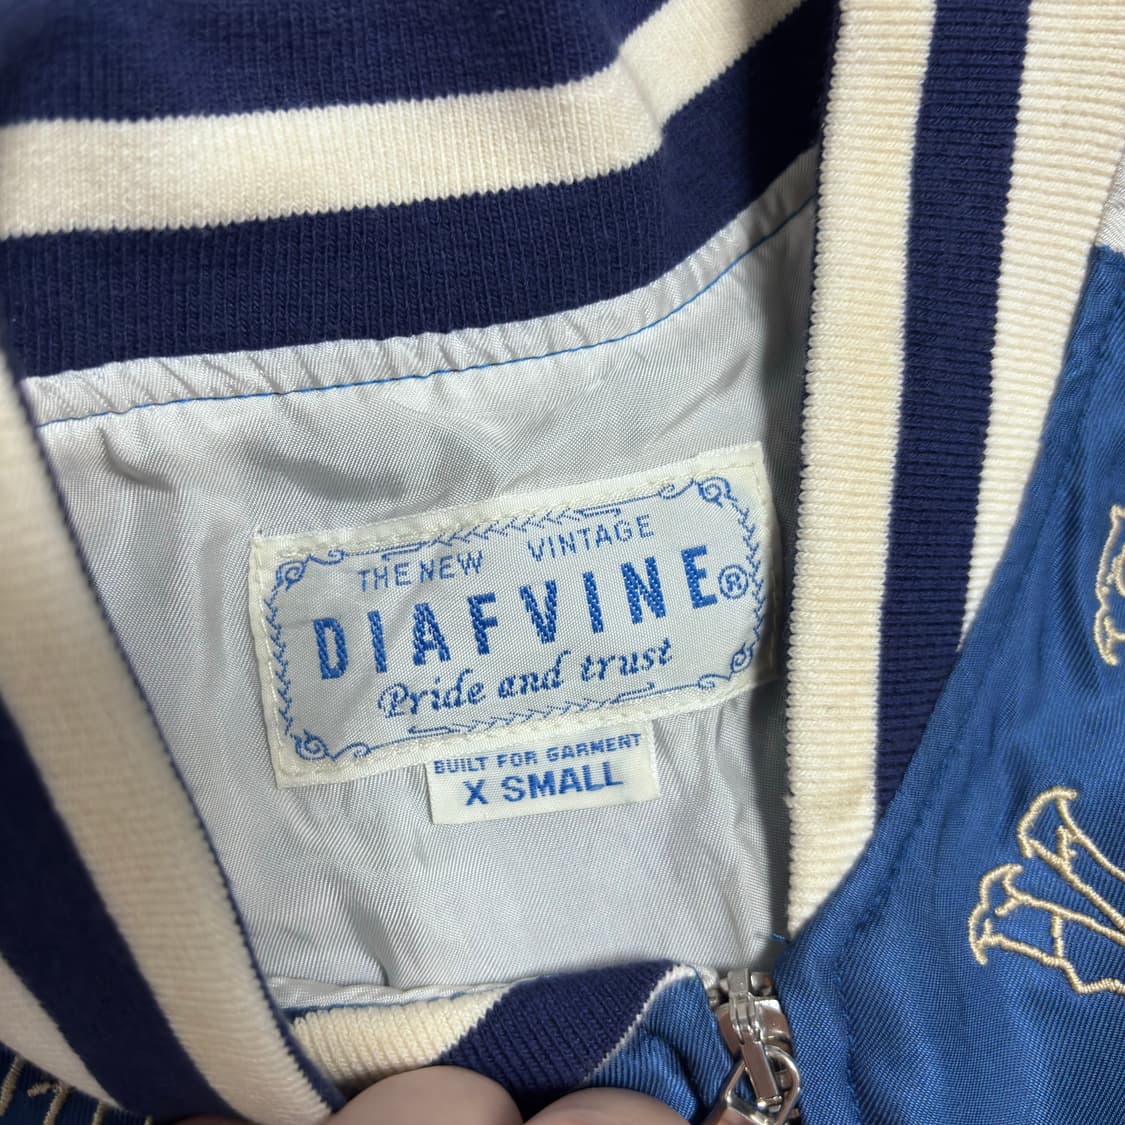 THE NEW VINTAGE
DIAFVINE®
Pride and trust
BUILT FOR GARMENT
X SMALL